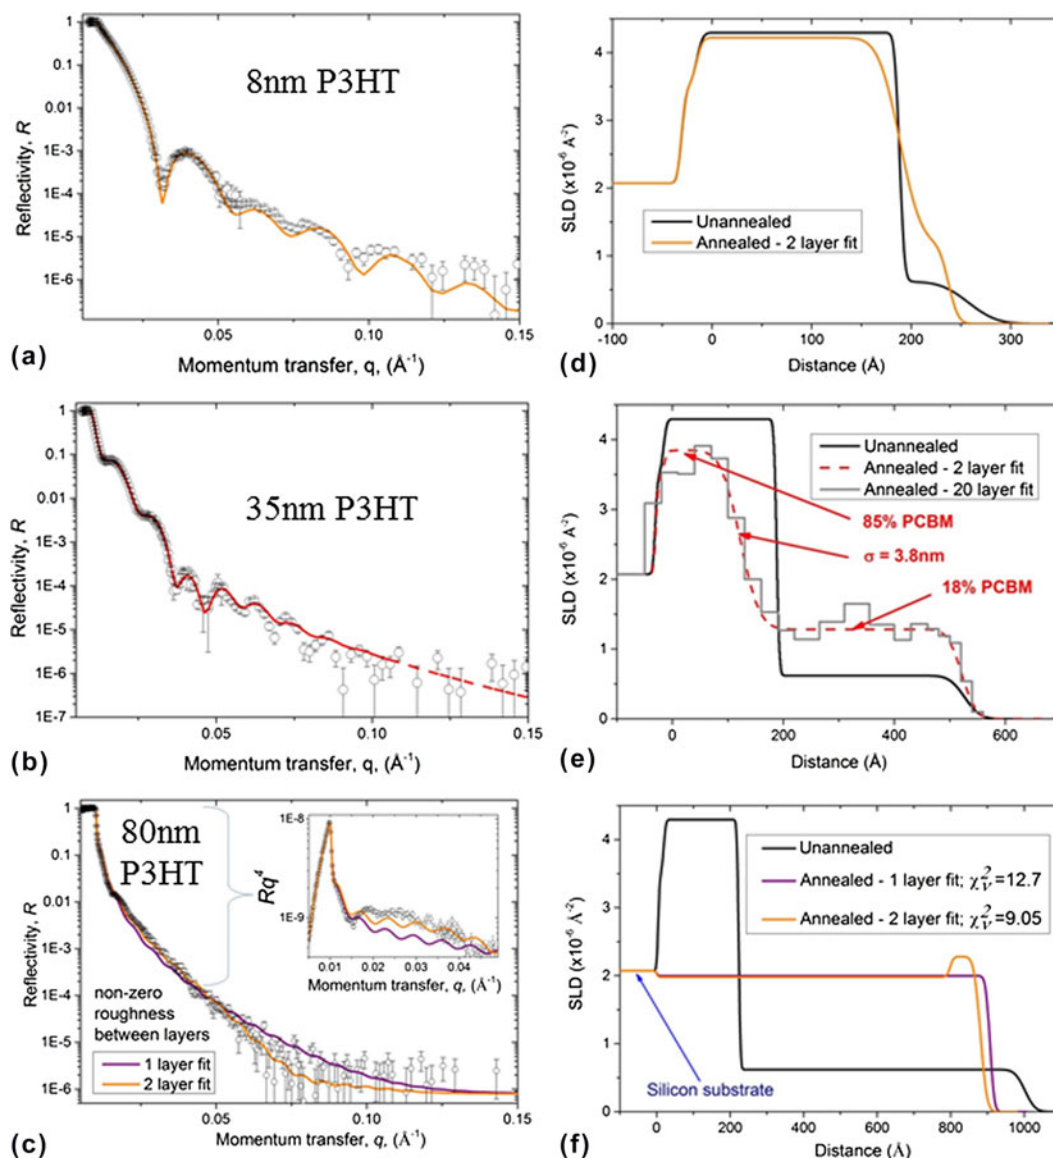 8nm P3HT
Reflectivity, R
1
0.1
0.01
1E-3
1E-4
1E-5
1E-6
0.05
0.10
0.15
Momentum transfer, q, (Å⁻¹)
(a)
SLD (x10⁻⁶ Å⁻²)
4
2
0
Unannealed
Annealed - 2 layer fit
-100
0
100
200
300
Distance (Å)
(d)
35nm P3HT
Reflectivity, R
1
0.1
0.01
1E-3
1E-4
1E-5
1E-6
1E-7
0.05
0.10
0.15
Momentum transfer, q, (Å⁻¹)
(b)
SLD (x10⁻⁶ Å⁻²)
4
3
2
1
0
Unannealed
Annealed - 2 layer fit
Annealed - 20 layer fit
85% PCBM
σ = 3.8nm
18% PCBM
0
200
400
600
Distance (Å)
(e)
80nm
P3HT
Reflectivity, R
1
0.1
0.01
1E-3
1E-4
1E-5
1E-6
Rq⁴
1E-8
1E-9
0.01
0.02
0.03
0.04
Momentum transfer, q, (Å⁻¹)
non-zero
roughness
between layers
1 layer fit
2 layer fit
0.05
0.10
0.15
Momentum transfer, q, (Å⁻¹)
(c)
SLD (x10⁻⁶ Å⁻²)
4
2
0
Unannealed
Annealed - 1 layer fit; χᵥ²=12.7
Annealed - 2 layer fit; χᵥ²=9.05
Silicon substrate
0
200
400
600
800
1000
Distance (Å)
(f)